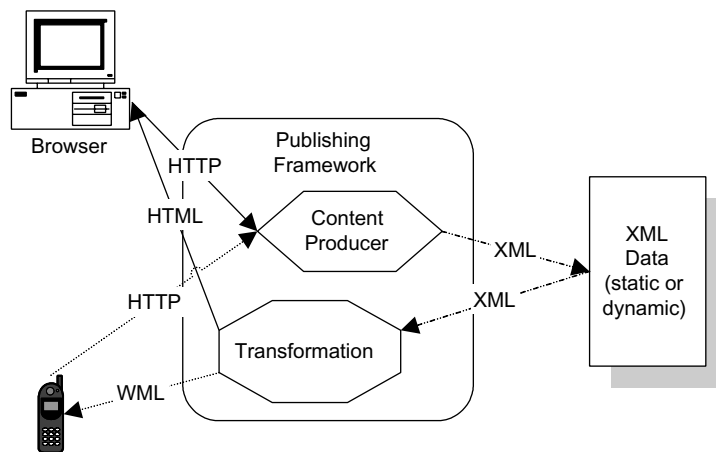 Browser
Publishing
Framework
HTTP
HTML
Content
Producer
XML
XML
Data
(static or
dynamic)
XML
HTTP
Transformation
WML